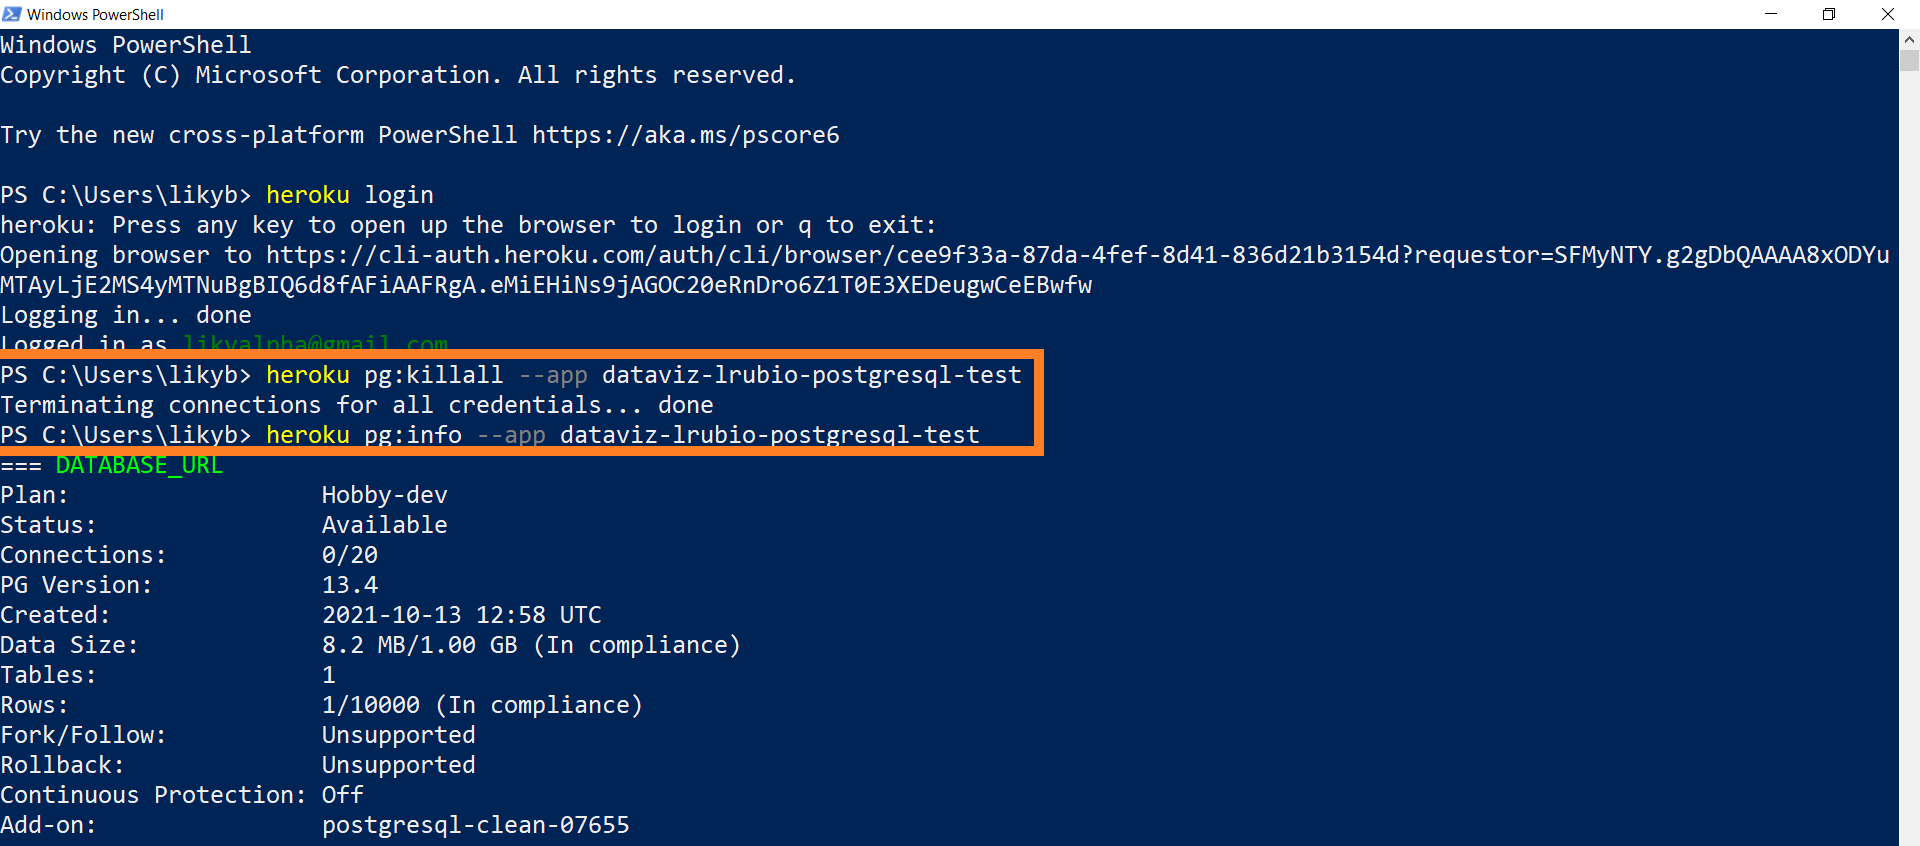 Windows PowerShell
Windows PowerShell
Copyright (C) Microsoft Corporation. All rights reserved.
Try the new cross-platform PowerShell https://aka.ms/pscore6
PS C:\Users\likyb> heroku login
heroku: Press any key to open up the browser to login or q to exit:
Opening browser to https://cli-auth.heroku.com/auth/cli/browser/cee9f33a-87da-4fef-8d41-836d21b3154d?requestor=SFMyNTY.g2gDbQAAAA8xODYu
MTAyLjE2MS4yMTNuBgBIQ6d8fAFiAAFRgA.eMiEHiNs9jAGOC20eRnDro6Z1T0E3XEDeugwCeEBwfw
Logging in... done
Logged in as likyalpha@gmail.com
PS C:\Users\likyb> heroku pg:killall --app dataviz-lrubio-postgresql-test
Terminating connections for all credentials... done
PS C:\Users\likyb> heroku pg:info --app dataviz-lrubio-postgresql-test
=== DATABASE_URL
Plan: Hobby-dev
Status: Available
Connections: 0/20
PG Version: 13.4
Created: 2021-10-13 12:58 UTC
Data Size: 8.2 MB/1.00 GB (In compliance)
Tables: 1
Rows: 1/10000 (In compliance)
Fork/Follow: Unsupported
Rollback: Unsupported
Continuous Protection: Off
Add-on: postgresql-clean-07655